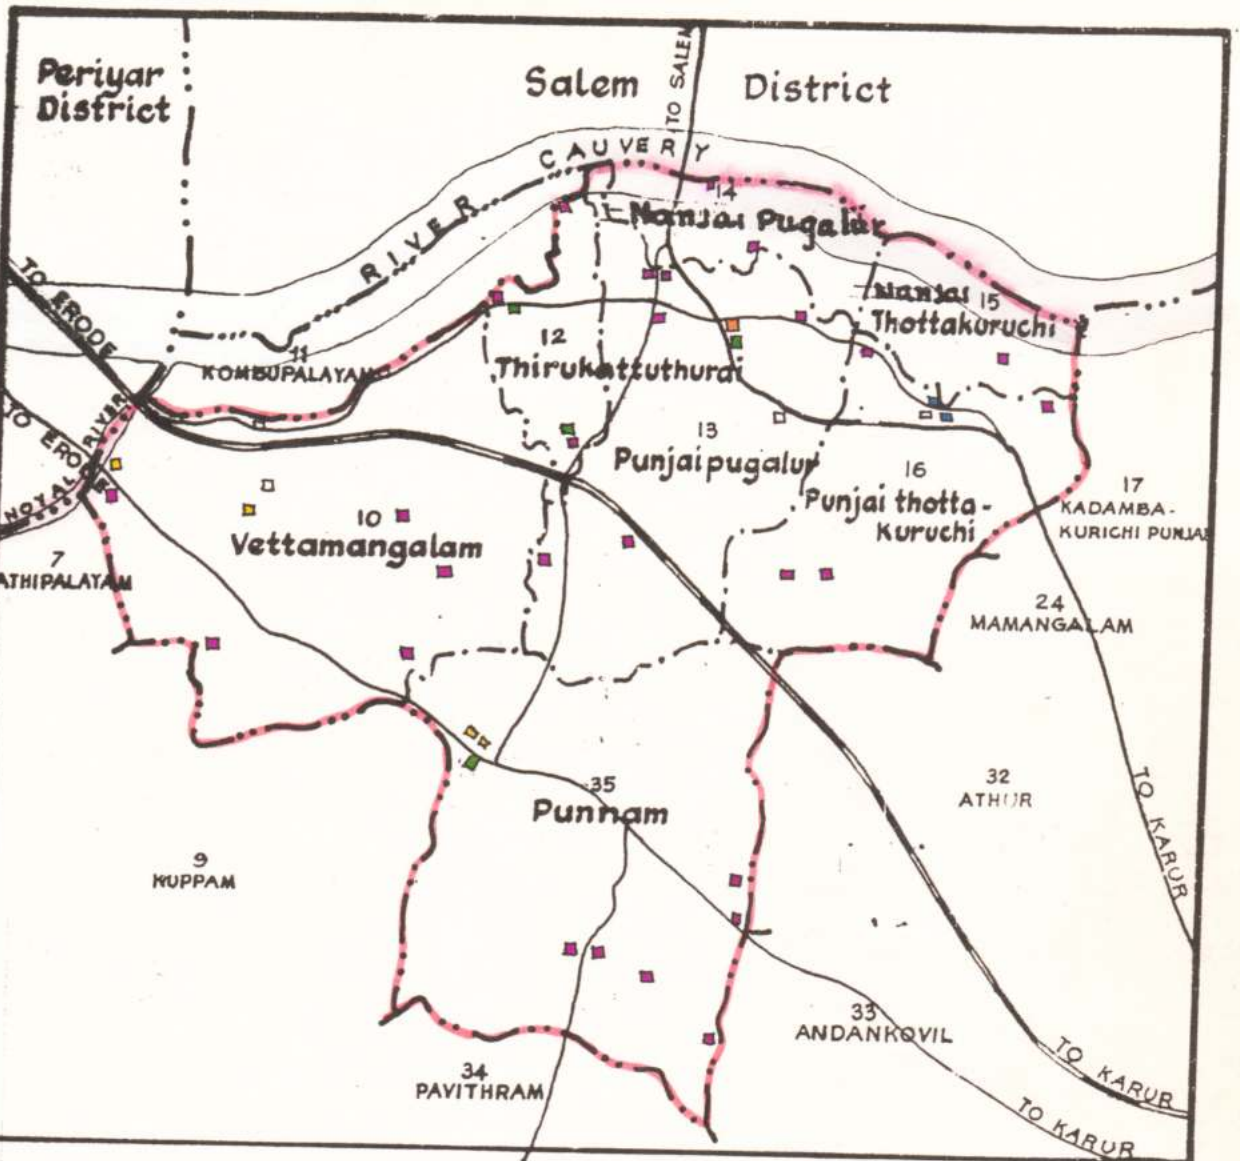 Periyar
District
Salem District
TO SALEM
RIVER CAUVERY
14
Nanjai Pugalur
TO ERODE
Nanjai 15
Thottakuruchi
12
Thirukattuthurai
11
KOMBUPALAYAM
TO ERODE
NOYAL RIVER
13
Punjaipugalur
16
Punjai thotta-
Kuruchi
17
KADAMBA-
KURICHI PUNJAI
10
Vettamangalam
7
ATHIPALAYAM
24
MAMANGALAM
35
Punnam
32
ATHUR
TO KARUR
9
KUPPAM
33
ANDANKOVIL
34
PAVITHRAM
TO KARUR
TO KARUR